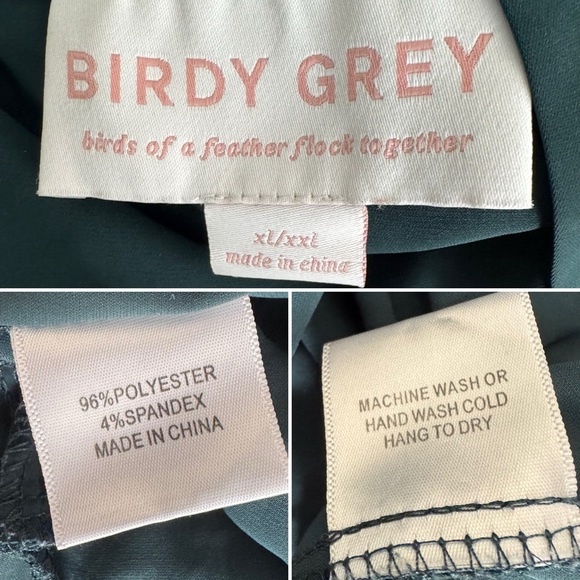 BIRDY GREY
birds of a feather flock together
xl/xxl
made in china
96%POLYESTER
4%SPANDEX
MADE IN CHINA
MACHINE WASH OR
HAND WASH COLD
HANG TO DRY